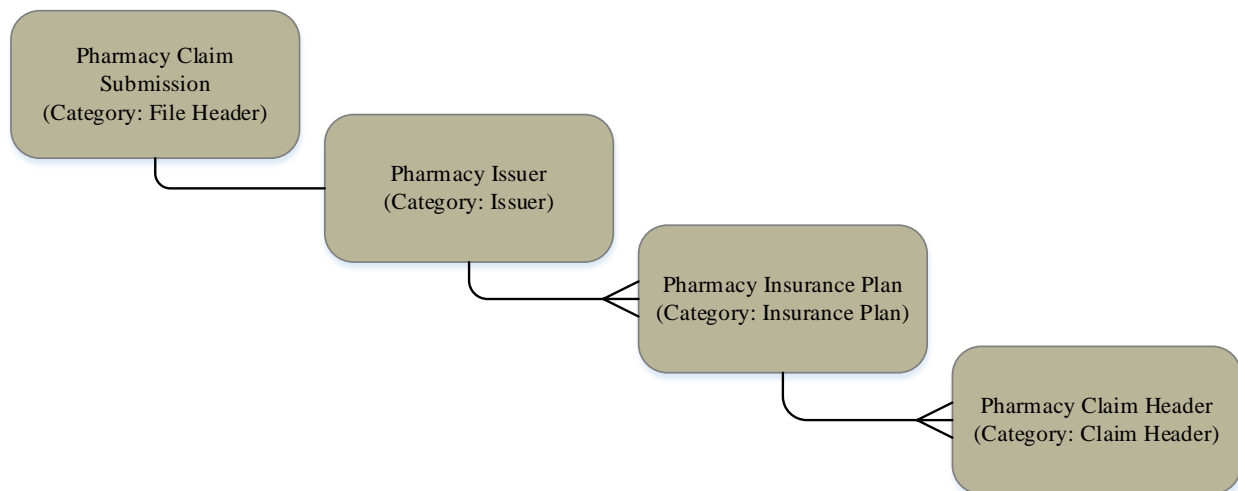 Pharmacy Claim
Submission
(Category: File Header)
Pharmacy Issuer
(Category: Issuer)
Pharmacy Insurance Plan
(Category: Insurance Plan)
Pharmacy Claim Header
(Category: Claim Header)